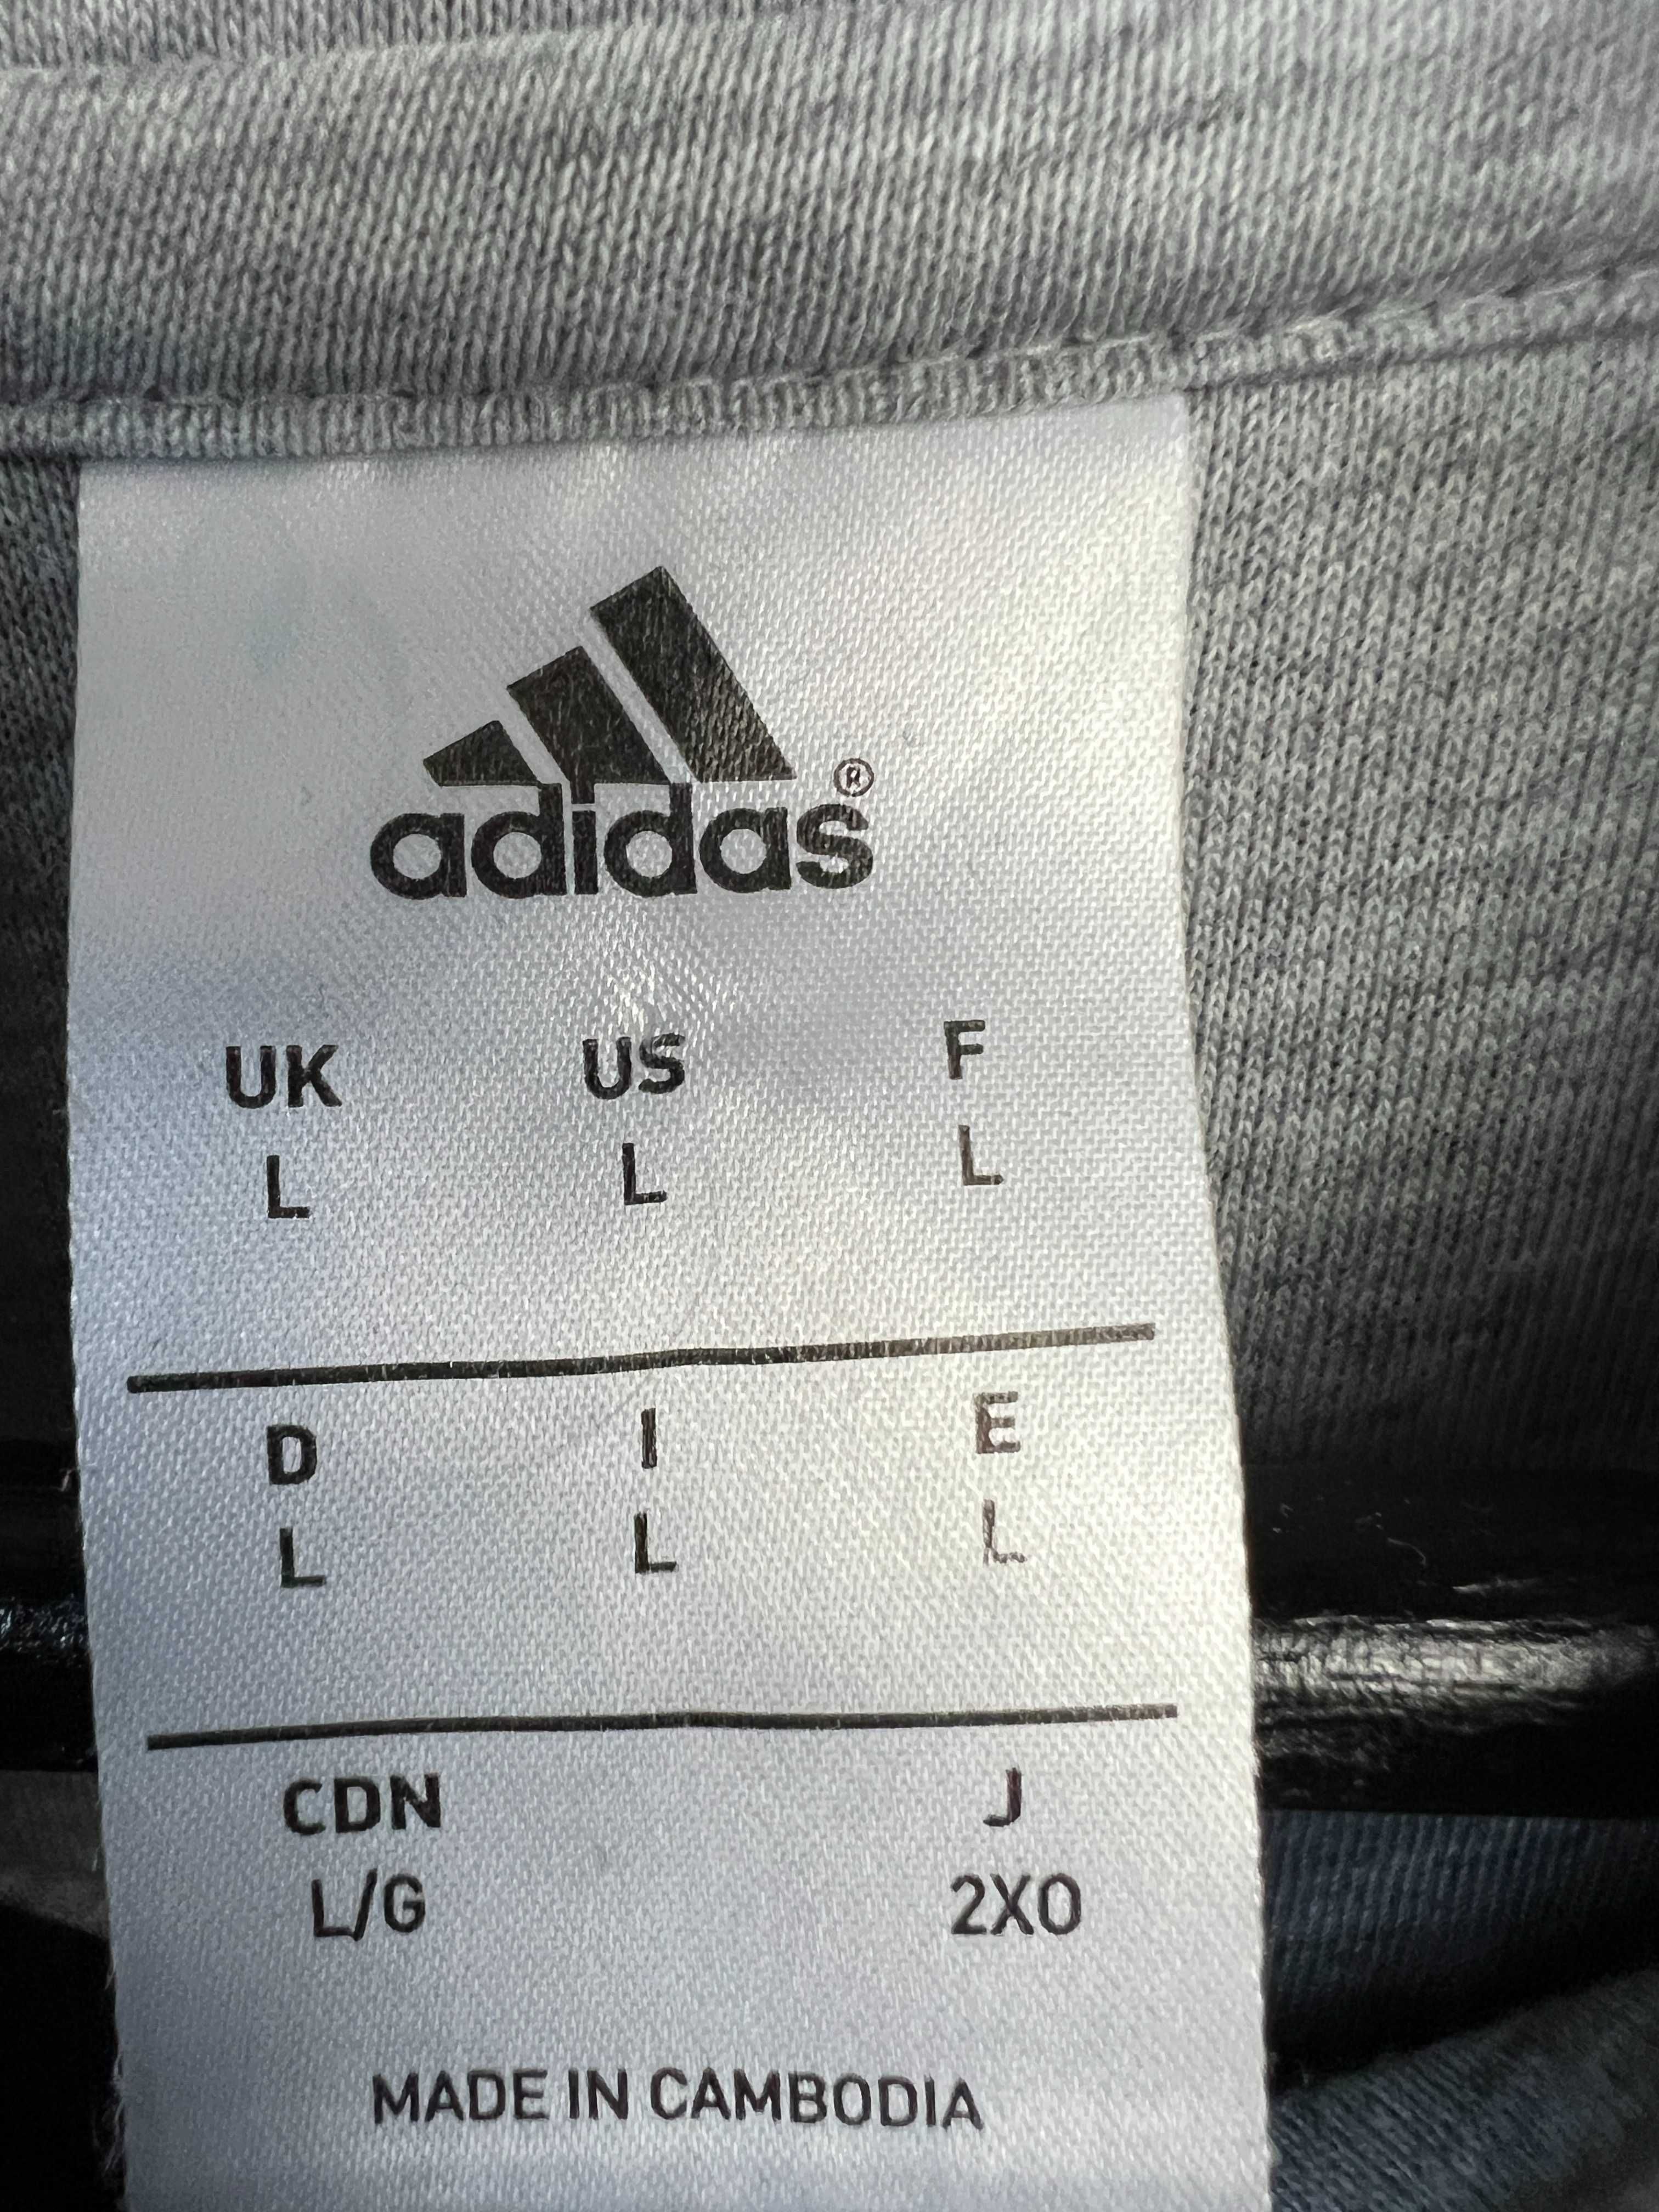 adidas®
UK US F
L L L
D I E
L L L
CDN J
L/G 2XO
MADE IN CAMBODIA